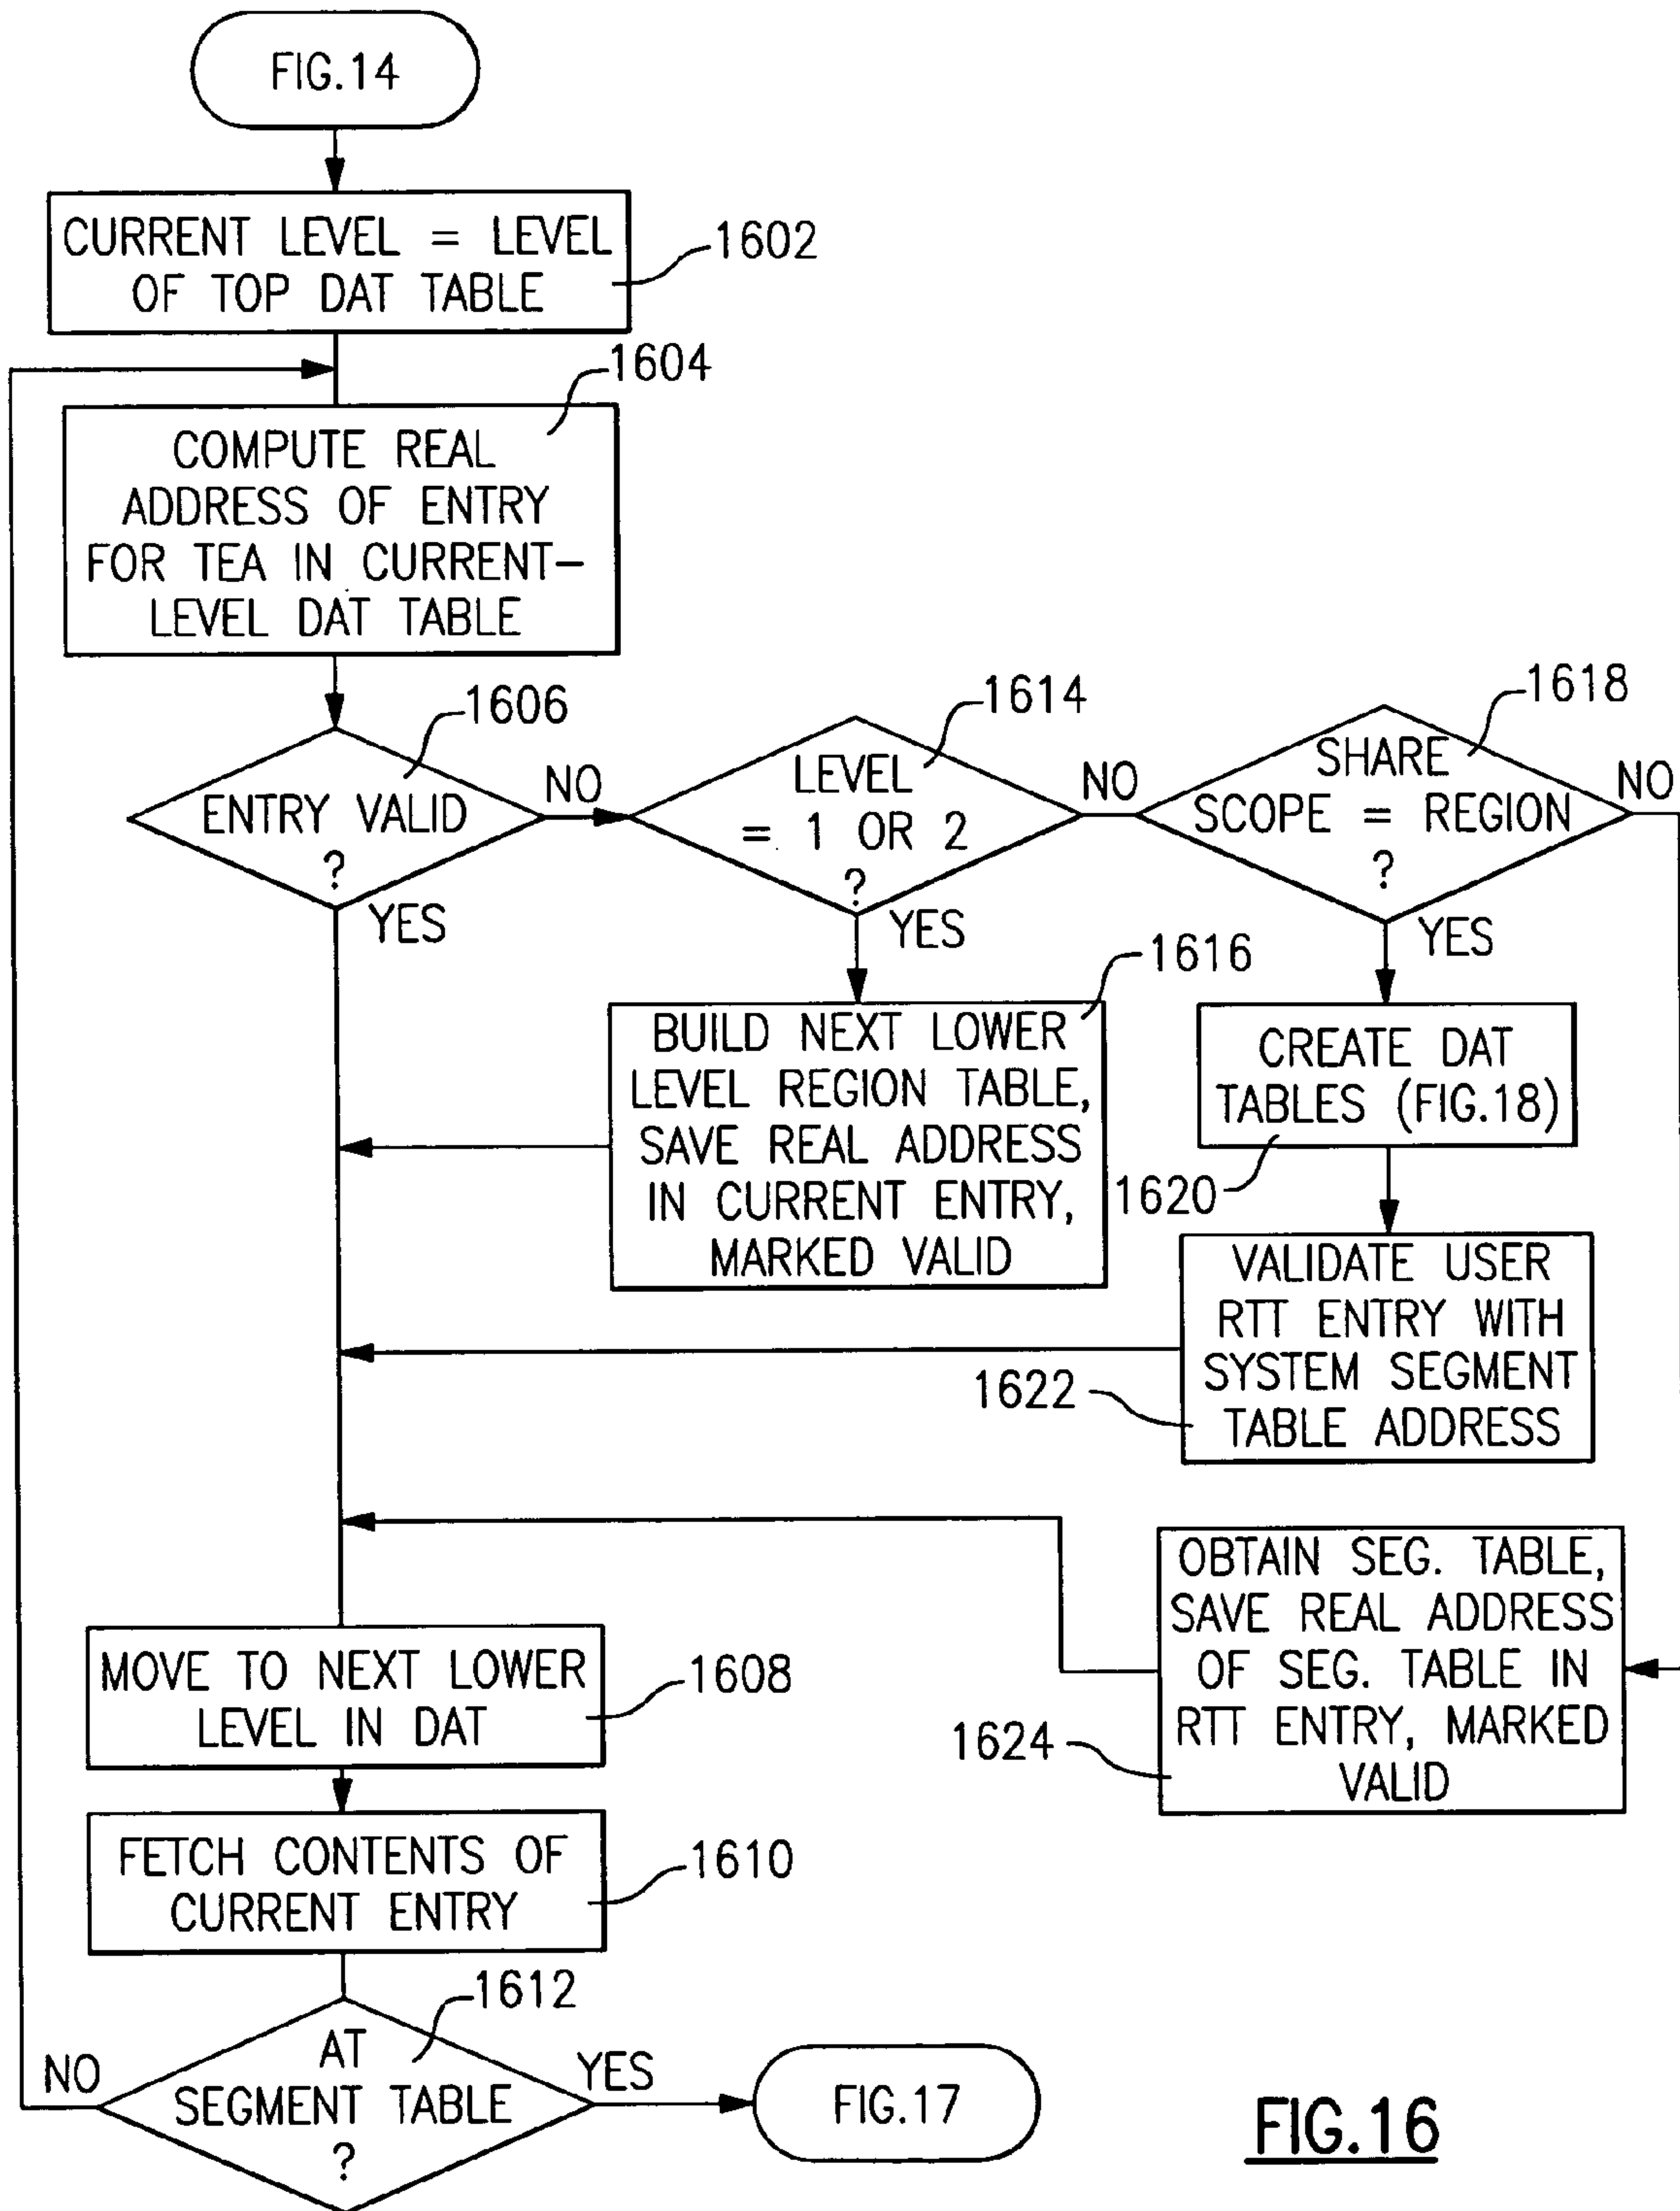 FIG.14
CURRENT LEVEL = LEVEL
OF TOP DAT TABLE
1602
1604
COMPUTE REAL
ADDRESS OF ENTRY
FOR TEA IN CURRENT-
LEVEL DAT TABLE
1606
ENTRY VALID
?
NO
YES
1614
LEVEL
= 1 OR 2
?
NO
YES
1618
SHARE
SCOPE = REGION
?
NO
YES
1616
BUILD NEXT LOWER
LEVEL REGION TABLE,
SAVE REAL ADDRESS
IN CURRENT ENTRY,
MARKED VALID
CREATE DAT
TABLES (FIG.18)
1620
VALIDATE USER
RTT ENTRY WITH
SYSTEM SEGMENT
TABLE ADDRESS
1622
OBTAIN SEG. TABLE,
SAVE REAL ADDRESS
OF SEG. TABLE IN
RTT ENTRY, MARKED
VALID
1624
MOVE TO NEXT LOWER
LEVEL IN DAT
1608
FETCH CONTENTS OF
CURRENT ENTRY
1610
1612
AT
SEGMENT TABLE
?
NO
YES
FIG.17
FIG.16